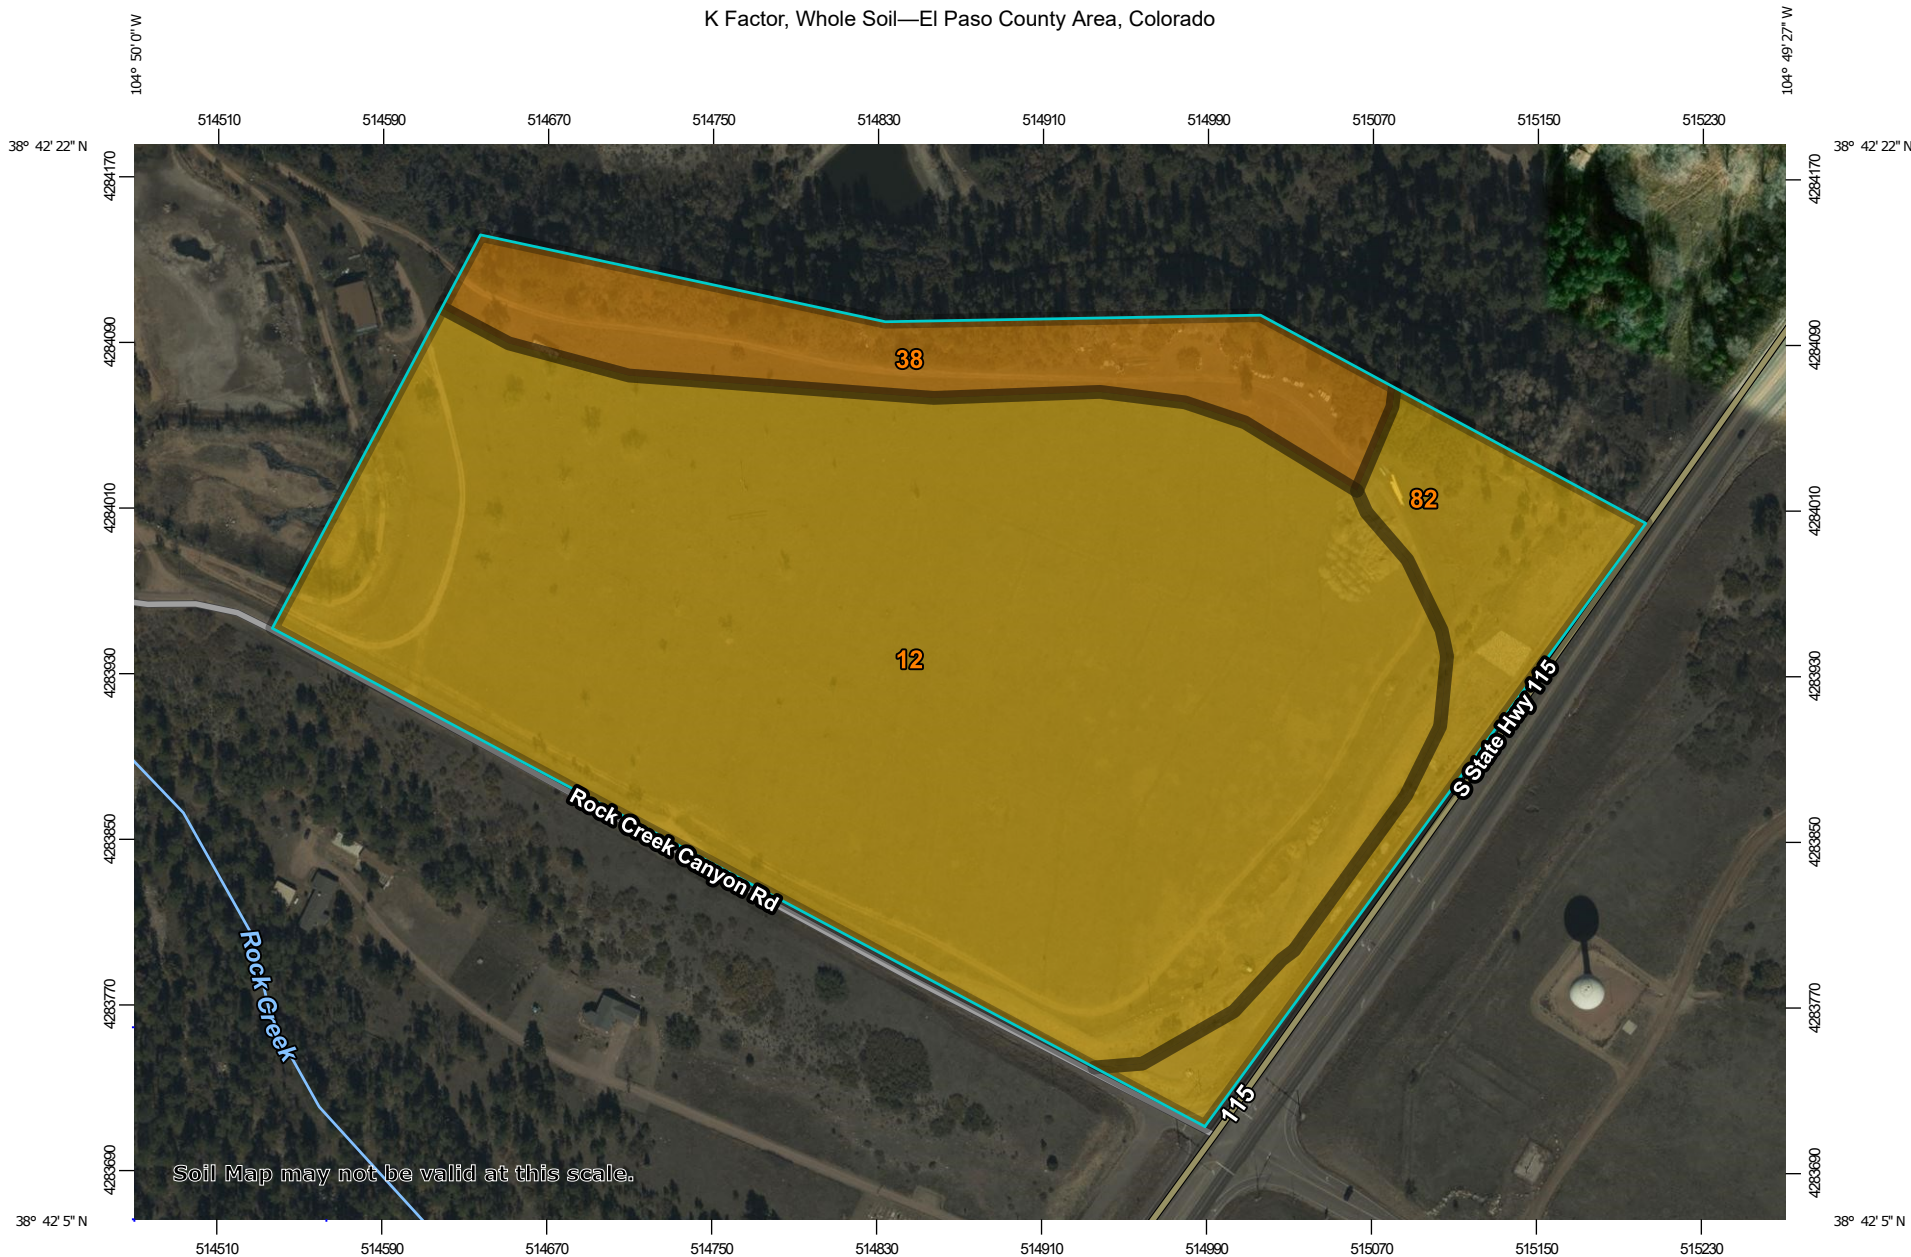 K Factor, Whole Soil—El Paso County Area, Colorado
104° 50' 0'' W
104° 49' 27'' W
514510 514590 514670 514750 514830 514910 514990 515070 515150 515230
38° 42' 22'' N
38° 42' 22'' N
4284170
4284170
4284090
4284090
38
4284010
4284010
82
12
4283930
4283930
S State Hwy 115
Rock Creek Canyon Rd
4283850
4283850
Rock Creek
4283770
4283770
115
4283690
4283690
Soil Map may not be valid at this scale.
38° 42' 5'' N
38° 42' 5'' N
514510 514590 514670 514750 514830 514910 514990 515070 515150 515230